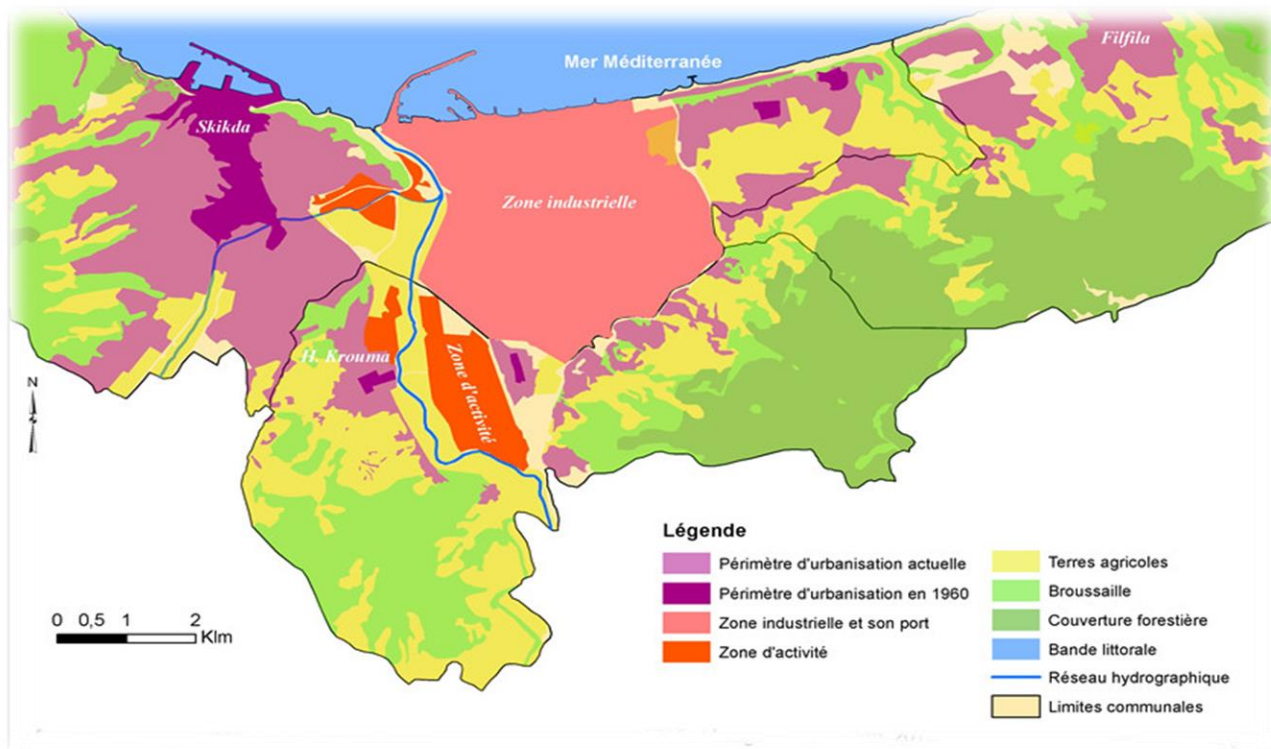 Mer Méditerranée
Filfila
Skikda
Zone industrielle
H. Krouma
Zone d'activité
N
0 0,5 1 2
Klm
Légende
Périmètre d'urbanisation actuelle
Périmètre d'urbanisation en 1960
Zone industrielle et son port
Zone d'activité
Terres agricoles
Broussaille
Couverture forestière
Bande littorale
Réseau hydrographique
Limites communales